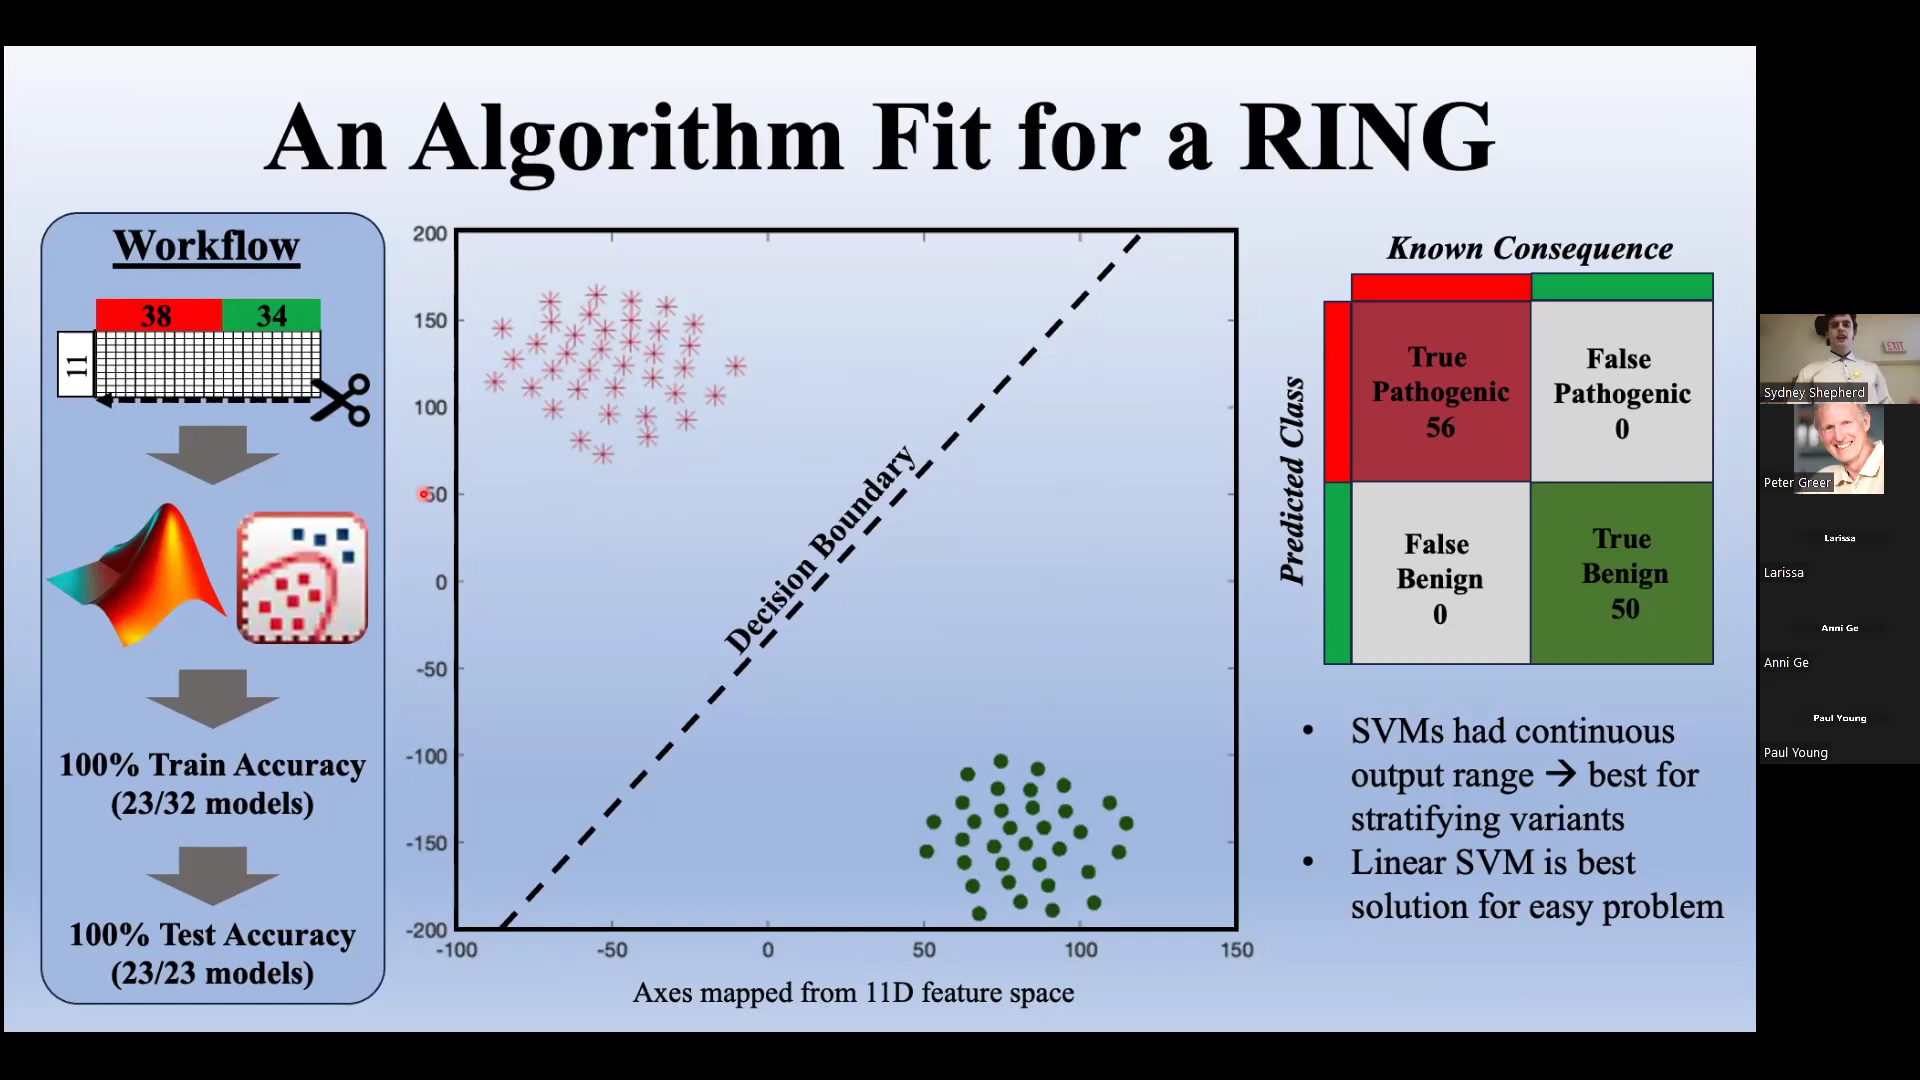 An Algorithm Fit for a RING
Workflow
38
34
11
100% Train Accuracy
(23/32 models)
100% Test Accuracy
(23/23 models)
200
150
100
50
0
-50
-100
-150
-200
-100
-50
0
50
100
150
Decision Boundary
Axes mapped from 11D feature space
Known Consequence
Predicted Class
True
Pathogenic
56
False
Pathogenic
0
False
Benign
0
True
Benign
50
• SVMs had continuous
output range → best for
stratifying variants
• Linear SVM is best
solution for easy problem
EXIT
Sydney Shepherd
Peter Greer
Larissa
Larissa
Anni Ge
Anni Ge
Paul Young
Paul Young